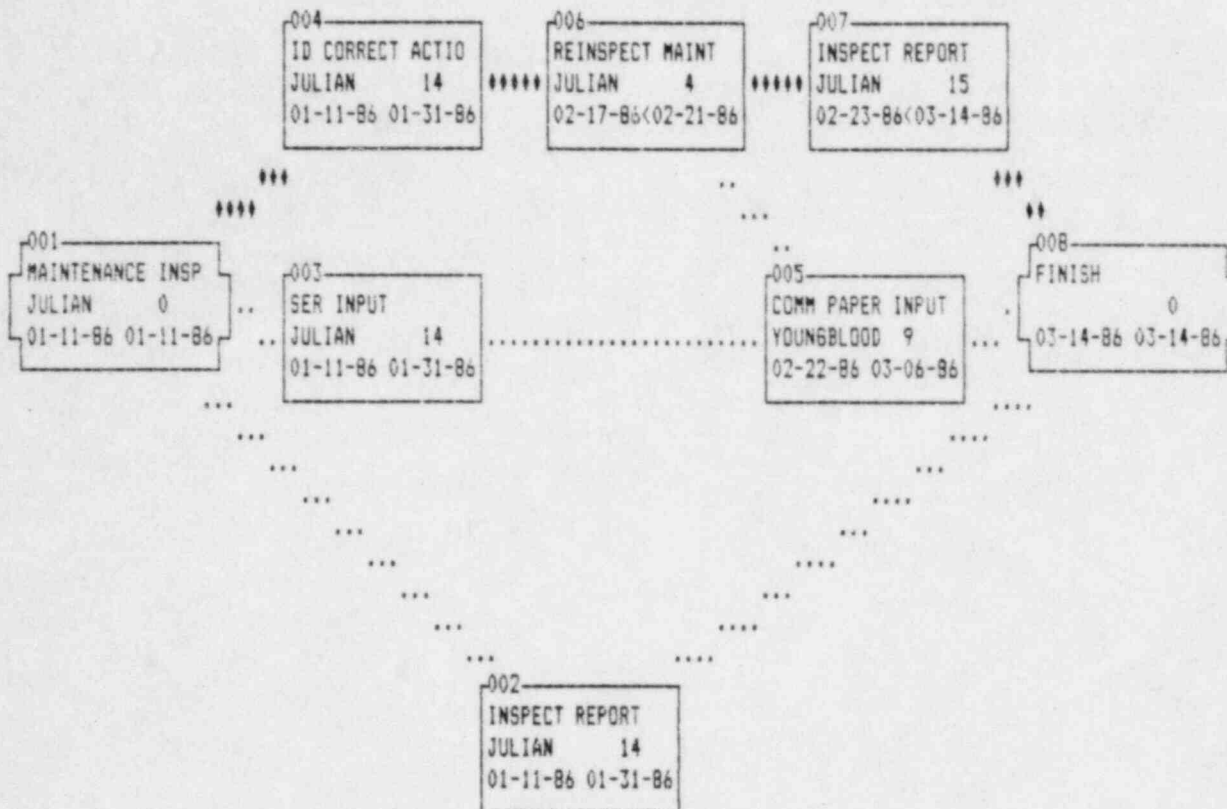 004
ID CORRECT ACTIO
JULIAN 14
01-11-86 01-31-86
006
REINSPECT MAINT
JULIAN 4
02-17-86<02-21-86
007
INSPECT REPORT
JULIAN 15
02-23-86<03-14-86
001
MAINTENANCE INSP
JULIAN 0
01-11-86 01-11-86
003
SER INPUT
JULIAN 14
01-11-86 01-31-86
005
COMM PAPER INPUT
YOUNGBLOOD 9
02-22-86 03-06-86
008
FINISH
0
03-14-86 03-14-86
002
INSPECT REPORT
JULIAN 14
01-11-86 01-31-86